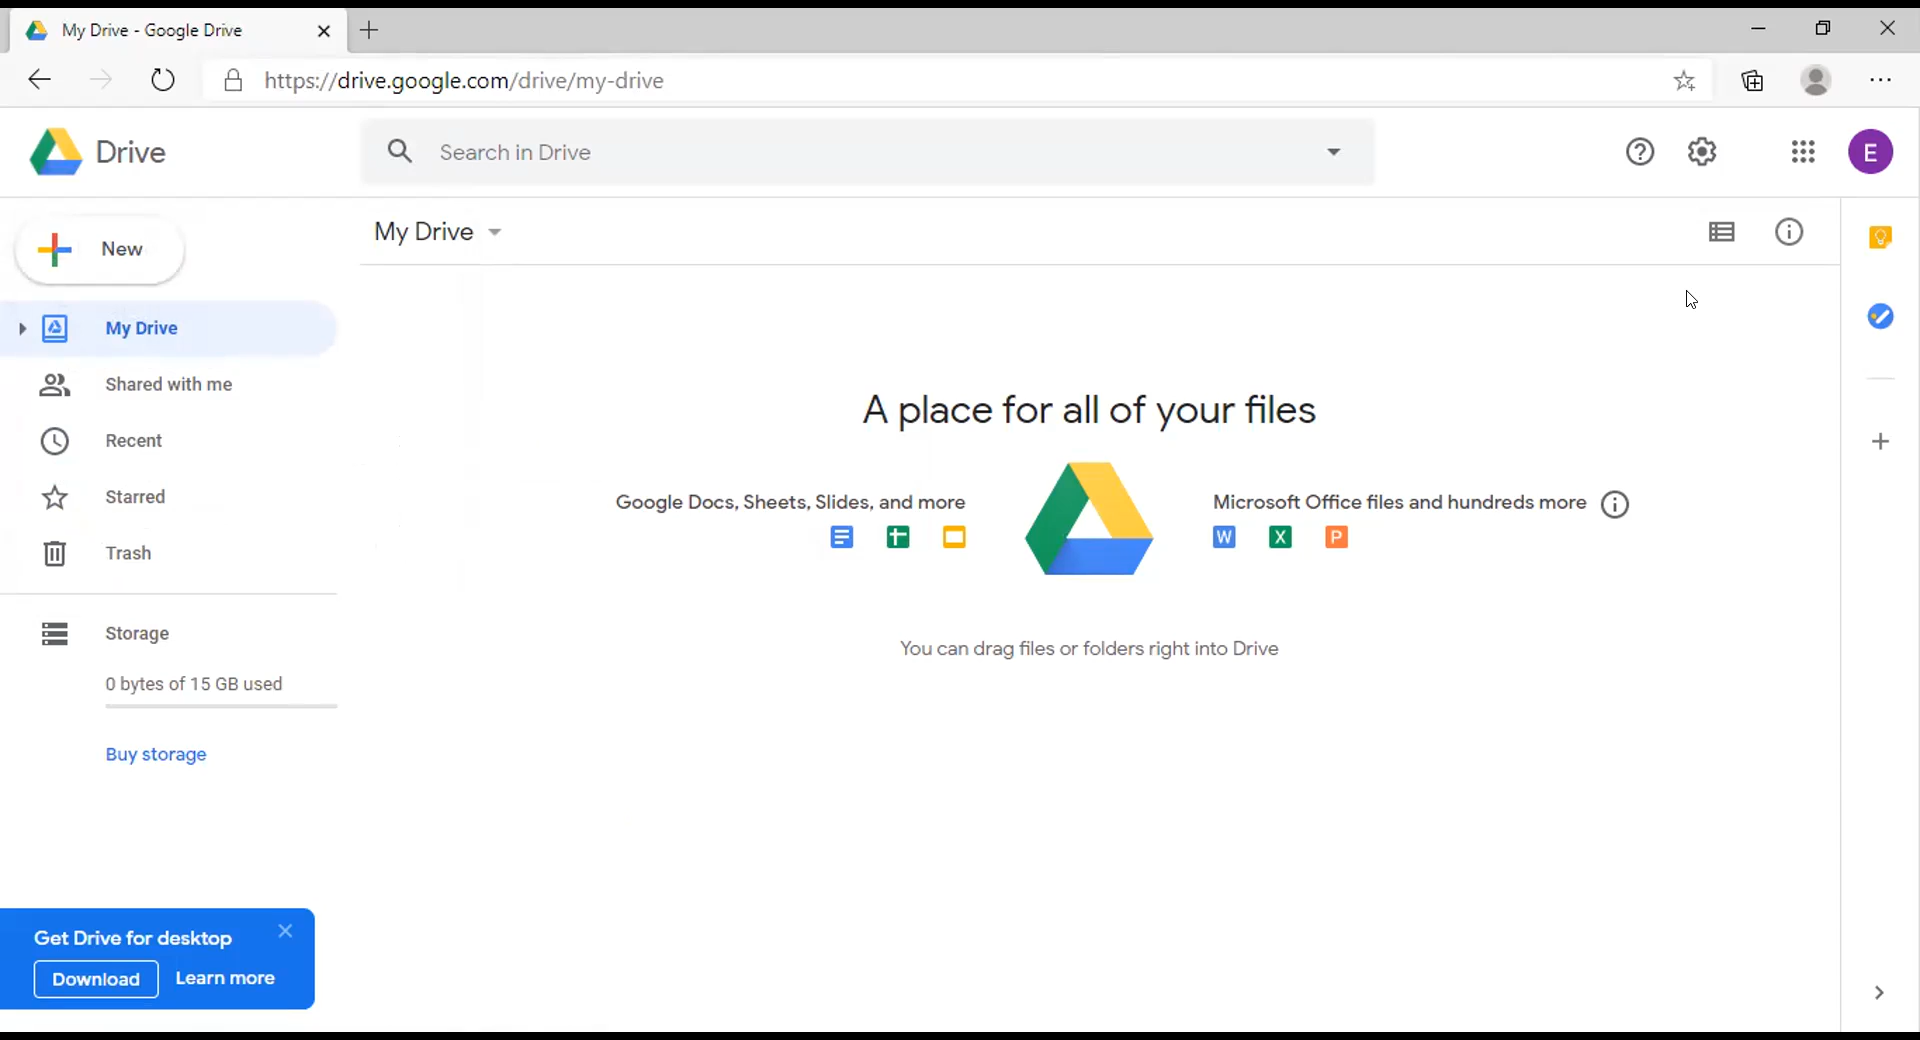 My Drive - Google Drive
https://drive.google.com/drive/my-drive
Drive
Search in Drive
E
New
My Drive
My Drive
Shared with me
Recent
Starred
Trash
Storage
0 bytes of 15 GB used
Buy storage
A place for all of your files
Google Docs, Sheets, Slides, and more
Microsoft Office files and hundreds more
W X P
You can drag files or folders right into Drive
Get Drive for desktop
Download Learn more